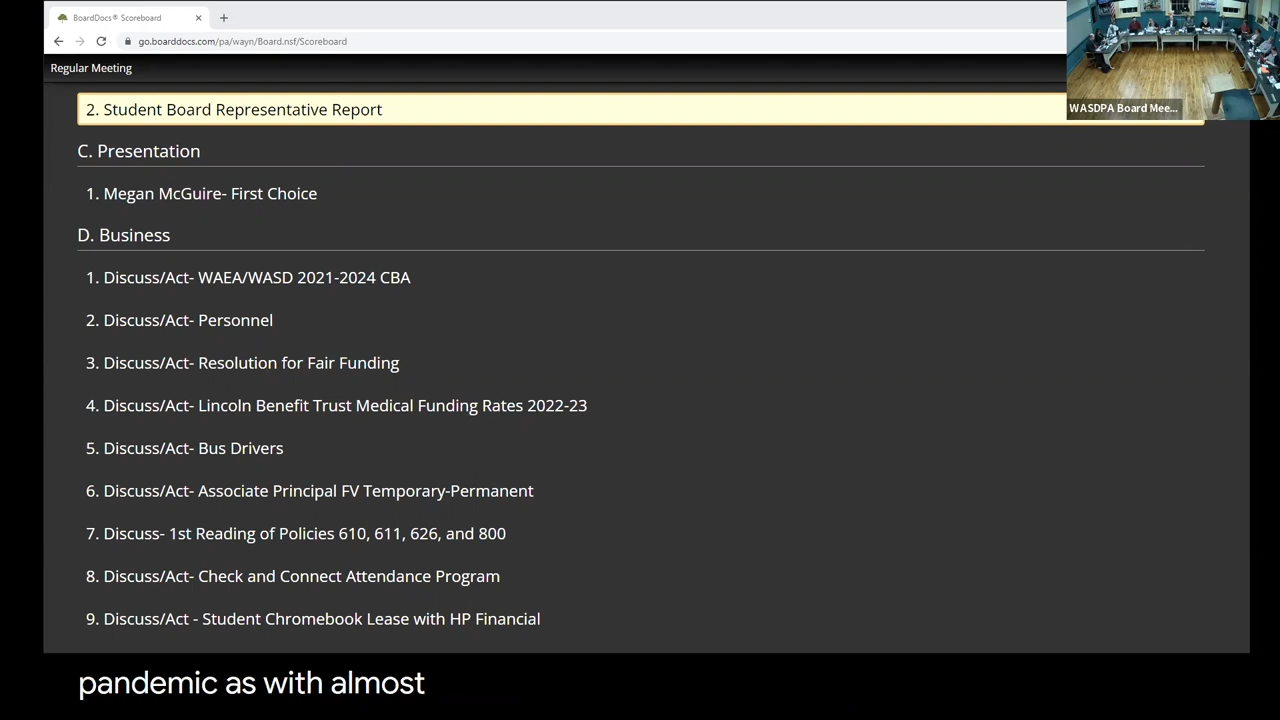 BoardDocs® Scoreboard
go.boarddocs.com/pa/wayn/Board.nsf/Scoreboard
Regular Meeting
WASDPA Board Mee...
2. Student Board Representative Report
C. Presentation
1. Megan McGuire- First Choice
D. Business
1. Discuss/Act- WAEA/WASD 2021-2024 CBA
2. Discuss/Act- Personnel
3. Discuss/Act- Resolution for Fair Funding
4. Discuss/Act- Lincoln Benefit Trust Medical Funding Rates 2022-23
5. Discuss/Act- Bus Drivers
6. Discuss/Act- Associate Principal FV Temporary-Permanent
7. Discuss- 1st Reading of Policies 610, 611, 626, and 800
8. Discuss/Act- Check and Connect Attendance Program
9. Discuss/Act - Student Chromebook Lease with HP Financial
pandemic as with almost